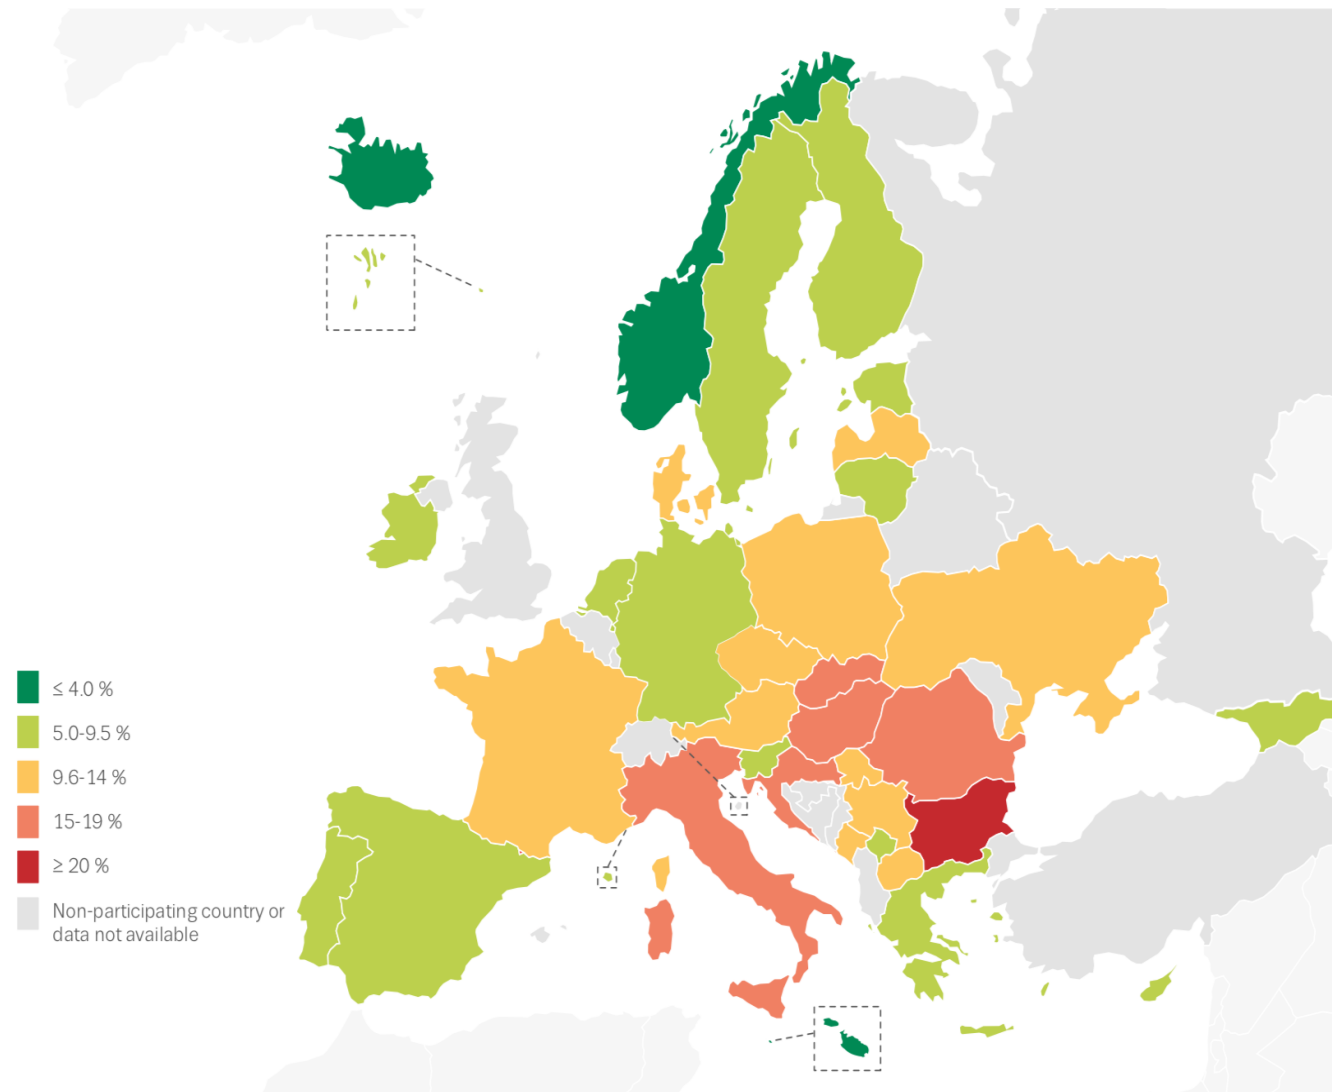 ≤ 4.0 %
5.0-9.5 %
9.6-14 %
15-19 %
≥ 20 %
Non-participating country or
data not available